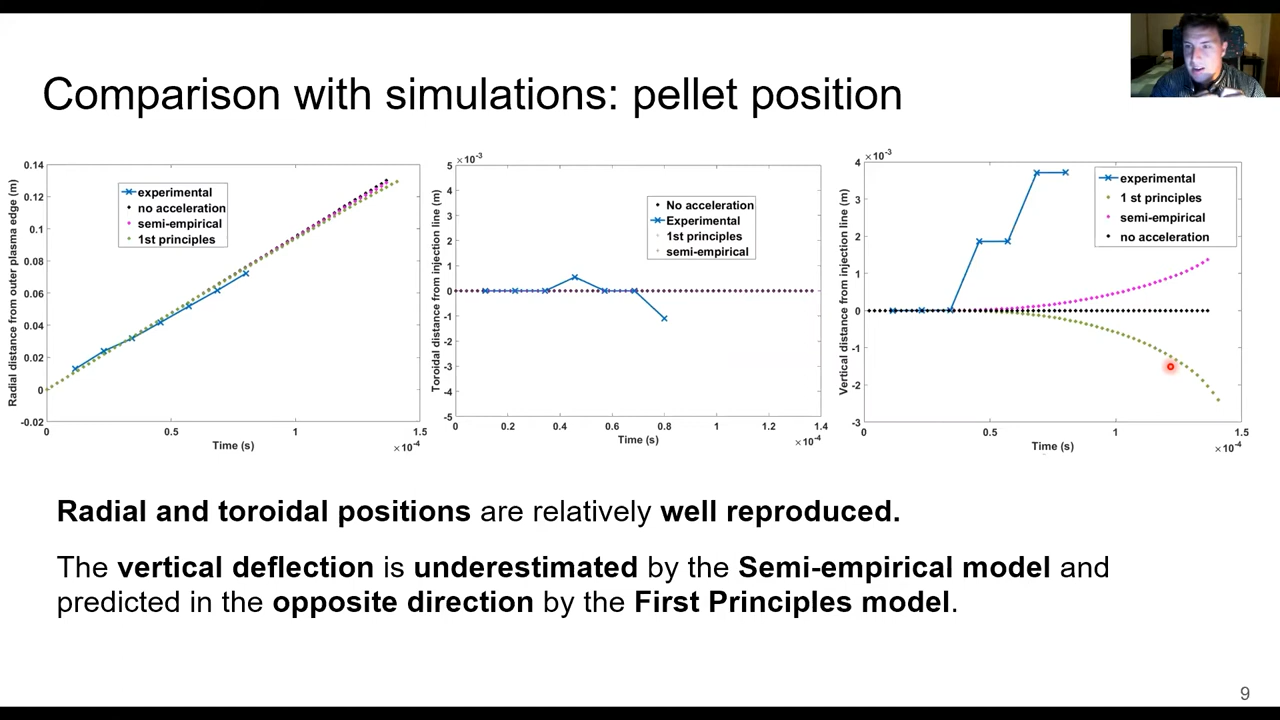 Comparison with simulations: pellet position
0.14
0.12
0.1
0.08
0.06
0.04
0.02
0
-0.02
Radial distance from outer plasma edge (m)
experimental
no acceleration
semi-empirical
1st principles
0
0.5
1
1.5
Time (s)
×10⁻⁴
×10⁻³
5
4
3
2
1
0
-1
-2
-3
-4
-5
Toroidal distance from injection line (m)
No acceleration
Experimental
1st principles
semi-empirical
0
0.2
0.4
0.6
0.8
1
1.2
1.4
Time (s)
×10⁻⁴
×10⁻³
4
3
2
1
0
-1
-2
-3
Vertical distance from injection line (m)
experimental
1 st principles
semi-empirical
no acceleration
0
0.5
1
1.5
Time (s)
×10⁻⁴
Radial and toroidal positions are relatively well reproduced.
The vertical deflection is underestimated by the Semi-empirical model and
predicted in the opposite direction by the First Principles model.
9